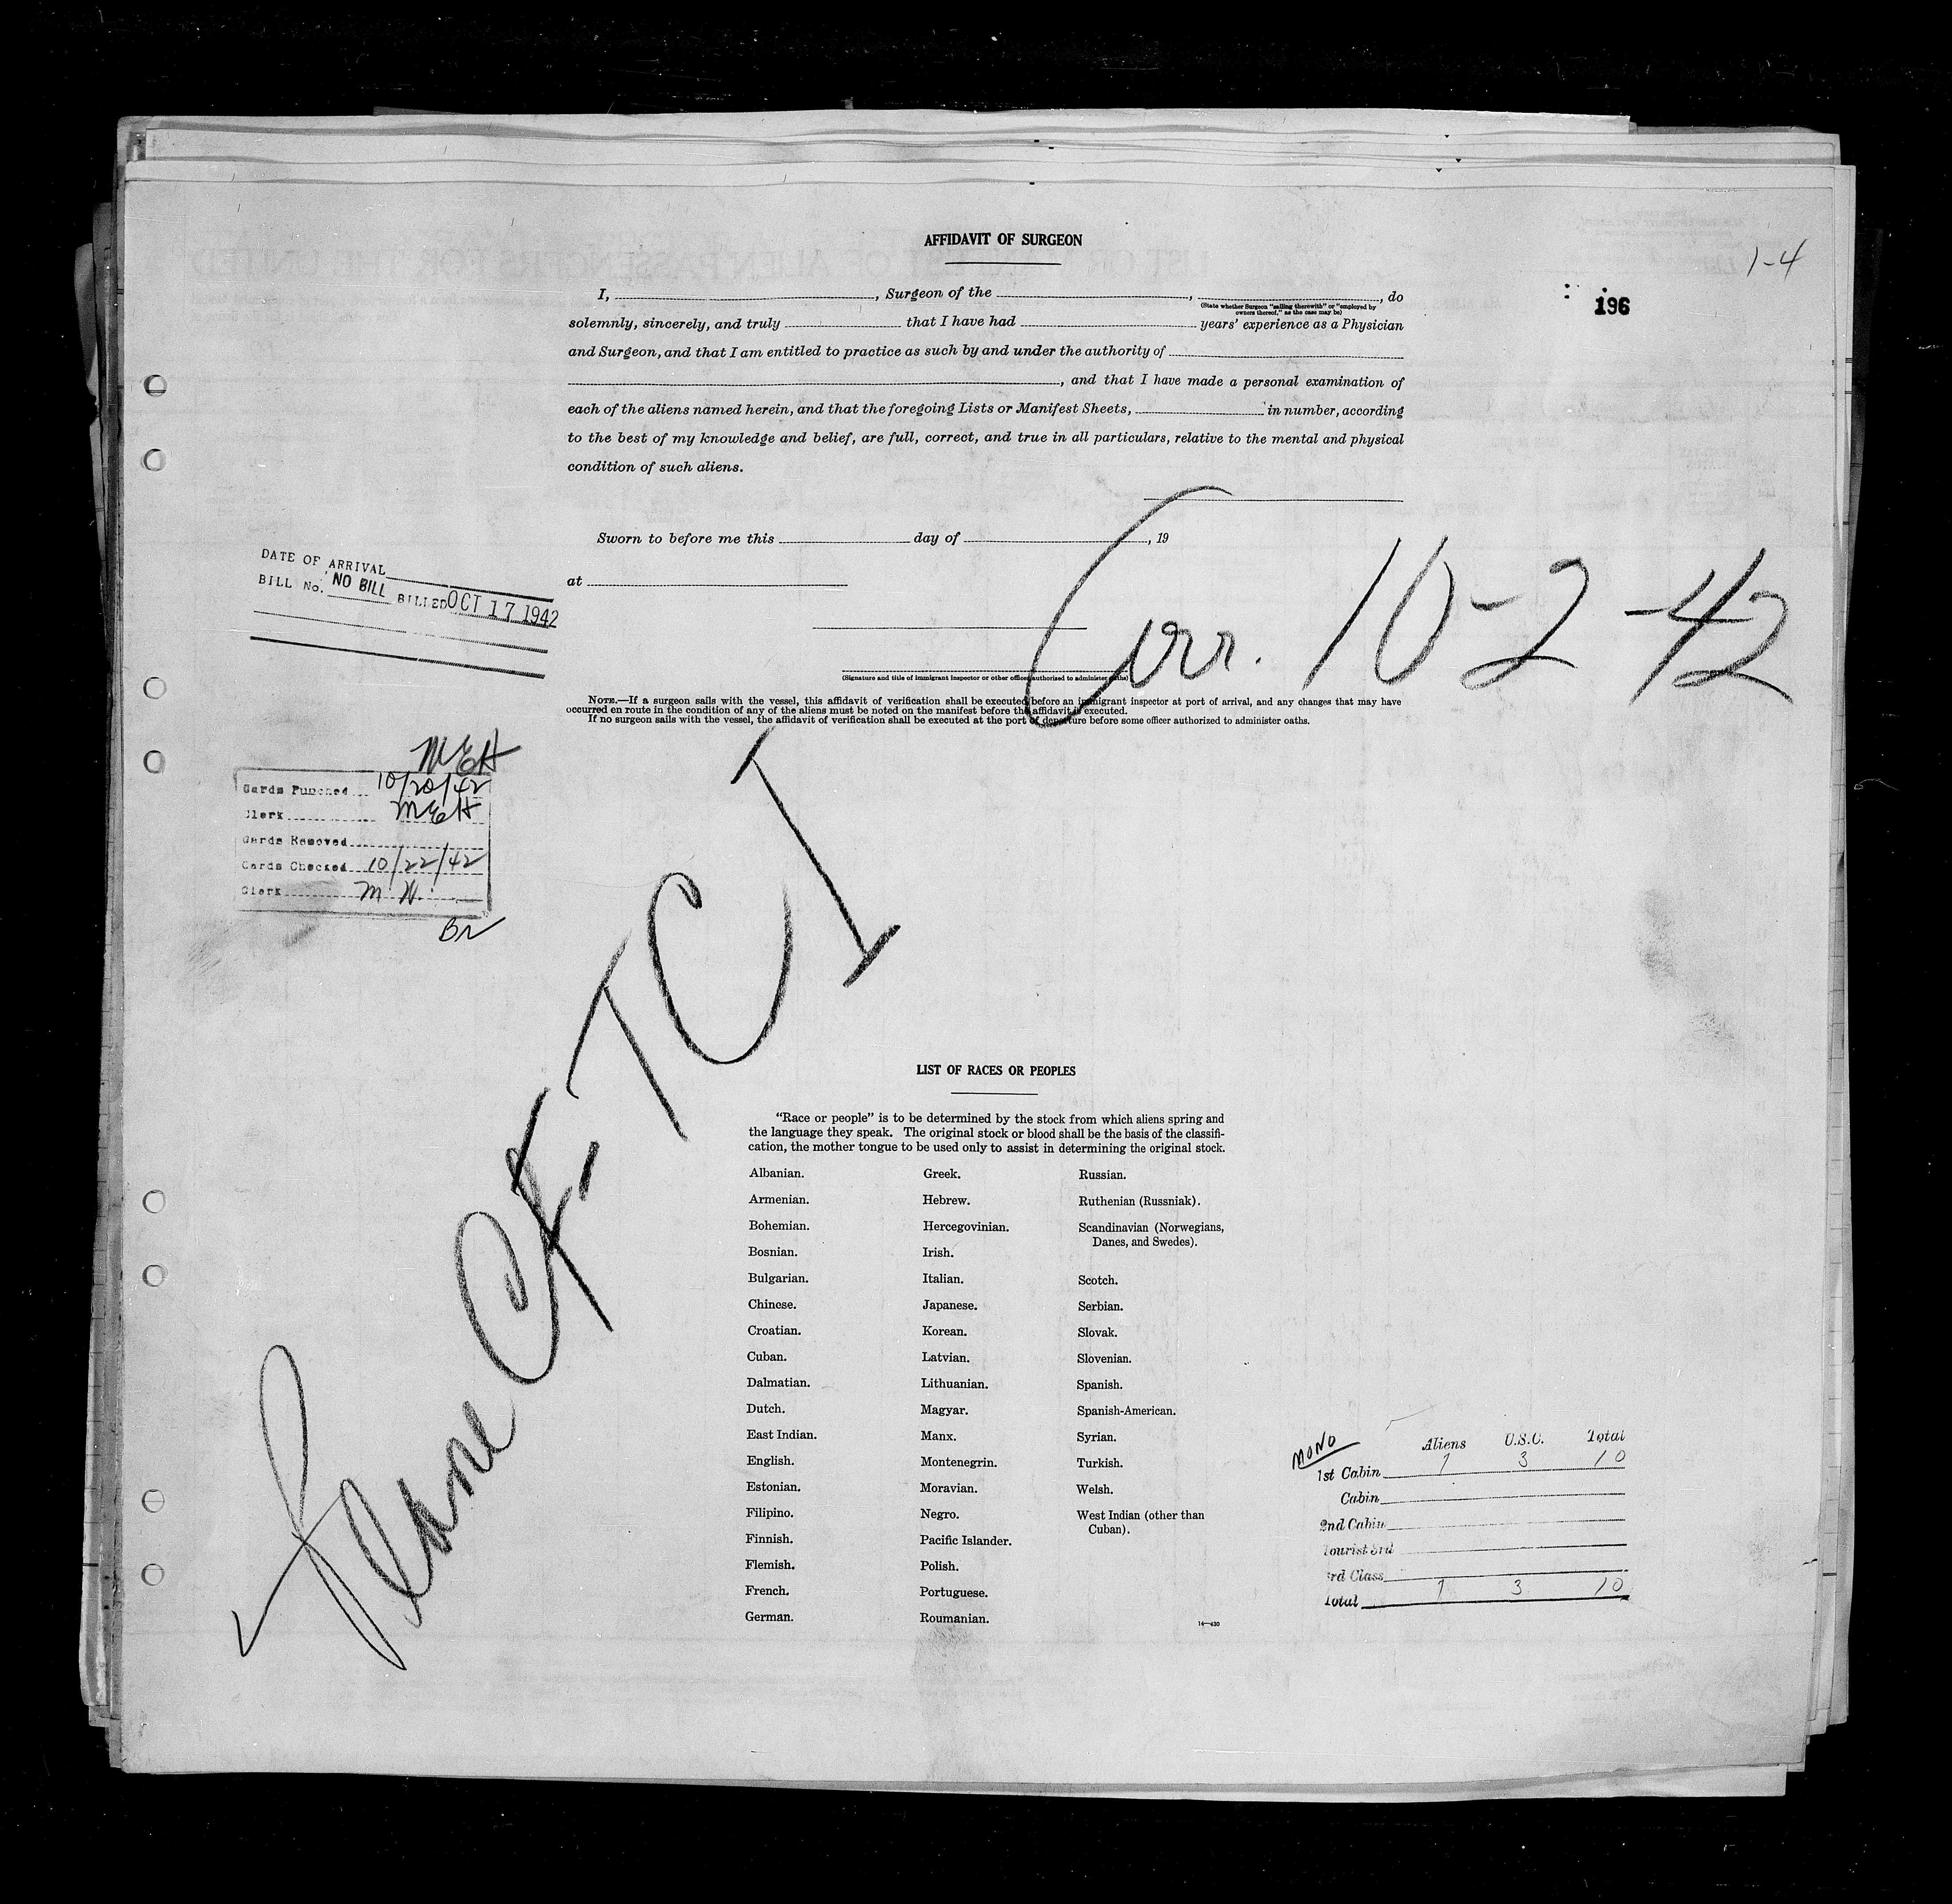 AFFIDAVIT OF SURGEON
1-4
196
I, , Surgeon of the , , do
(State whether Surgeon "sailing therewith" or "employed by
owners thereof," as the case may be)
solemnly, sincerely, and truly that I have had years' experience as a Physician
and Surgeon, and that I am entitled to practice as such by and under the authority of
, and that I have made a personal examination of
each of the aliens named herein, and that the foregoing Lists or Manifest Sheets, in number, according
to the best of my knowledge and belief, are full, correct, and true in all particulars, relative to the mental and physical
condition of such aliens.
Sworn to before me this day of , 19
at
(Signature and title of immigrant inspector or other officer authorized to administer oaths)
NOTE.—If a surgeon sails with the vessel, this affidavit of verification shall be executed before an immigrant inspector at port of arrival, and any changes that may have
occurred en route in the condition of any of the aliens must be noted on the manifest before the affidavit is executed.
If no surgeon sails with the vessel, the affidavit of verification shall be executed at the port of departure before some officer authorized to administer oaths.
Arr. 10-2-42
DATE OF ARRIVAL
BILL No. NO BILL BILLED OCT 17 1942
MEH
Cards Punched 10/20/42
Clerk MEH
Cards Removed
Cards Checked 10/22/42
Clerk M. N.
BN
Plane CF-TCI
LIST OF RACES OR PEOPLES
"Race or people" is to be determined by the stock from which aliens spring and
the language they speak. The original stock or blood shall be the basis of the classifi-
cation, the mother tongue to be used only to assist in determining the original stock.
Albanian.
Armenian.
Bohemian.
Bosnian.
Bulgarian.
Chinese.
Croatian.
Cuban.
Dalmatian.
Dutch.
East Indian.
English.
Estonian.
Filipino.
Finnish.
Flemish.
French.
German.
Greek.
Hebrew.
Hercegovinian.
Irish.
Italian.
Japanese.
Korean.
Latvian.
Lithuanian.
Magyar.
Manx.
Montenegrin.
Moravian.
Negro.
Pacific Islander.
Polish.
Portuguese.
Roumanian.
Russian.
Ruthenian (Russniak).
Scandinavian (Norwegians,
Danes, and Swedes).
Scotch.
Serbian.
Slovak.
Slovenian.
Spanish.
Spanish-American.
Syrian.
Turkish.
Welsh.
West Indian (other than
Cuban).
14—430
MONO
Aliens U.S.C. Total
1st Cabin 7 3 10
Cabin
2nd Cabin
Tourist 3rd
3rd Class
Total 7 3 10